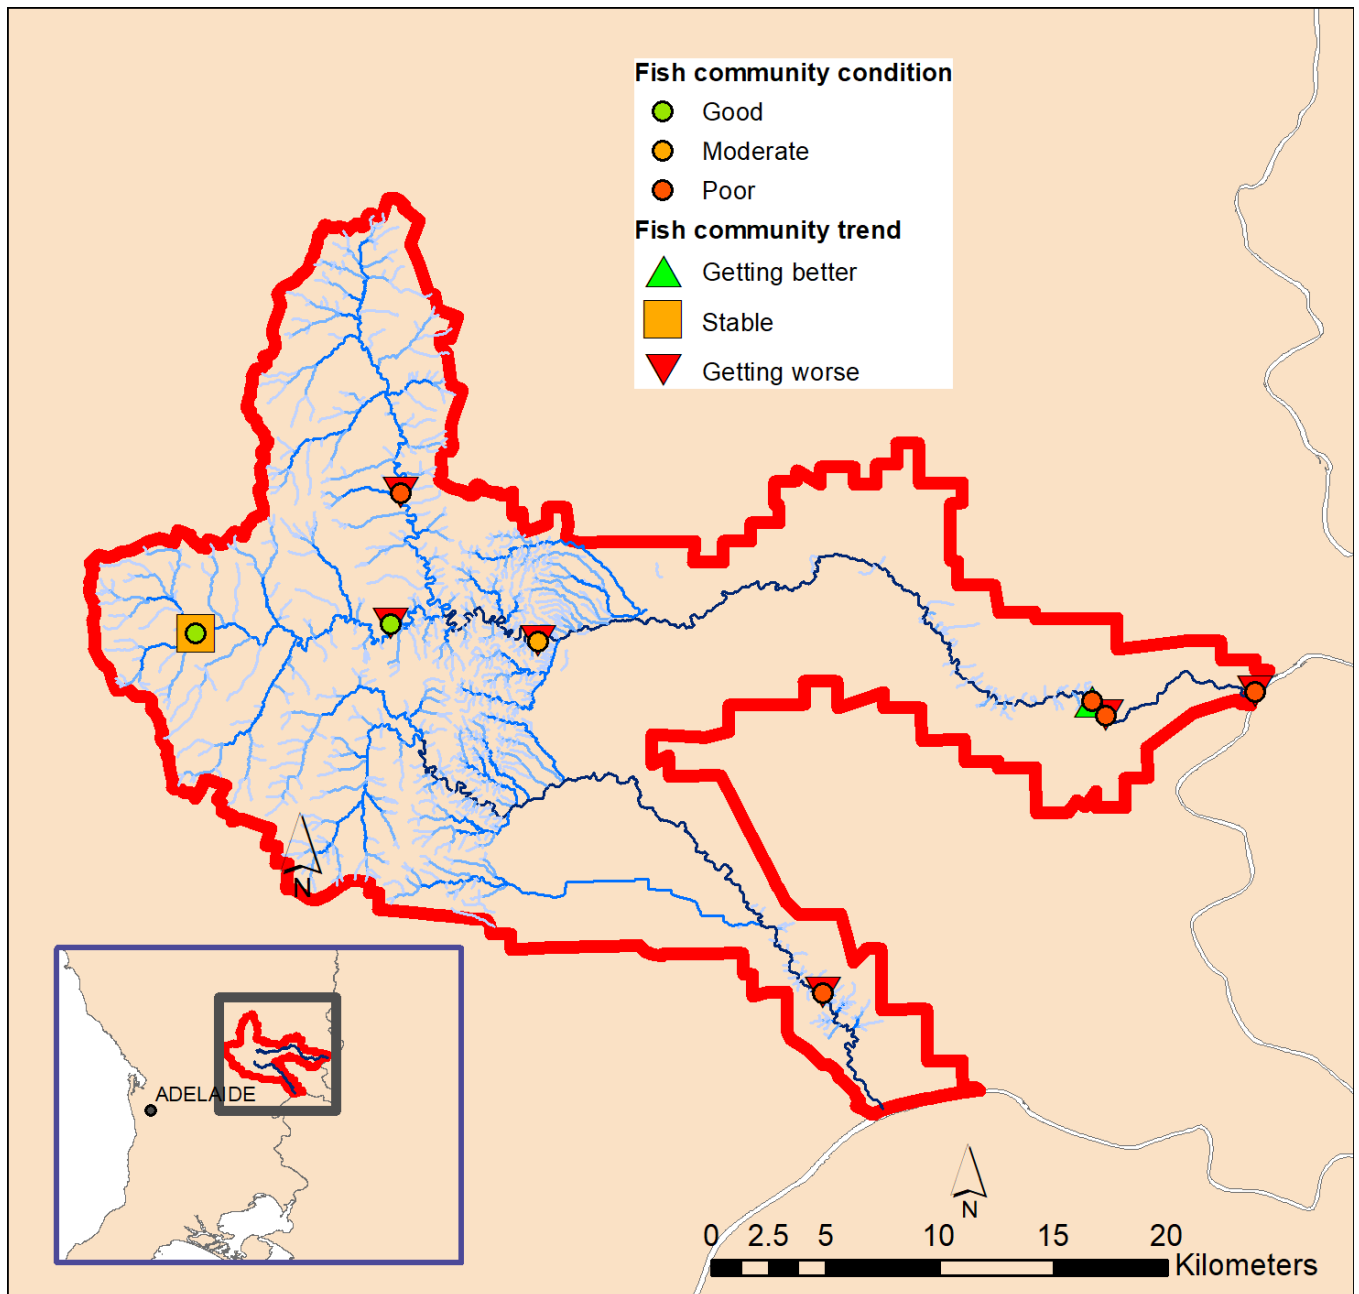 Fish community condition
Good
Moderate
Poor
Fish community trend
Getting better
Stable
Getting worse
N
ADELAIDE
N
0 2.5 5 10 15 20
Kilometers